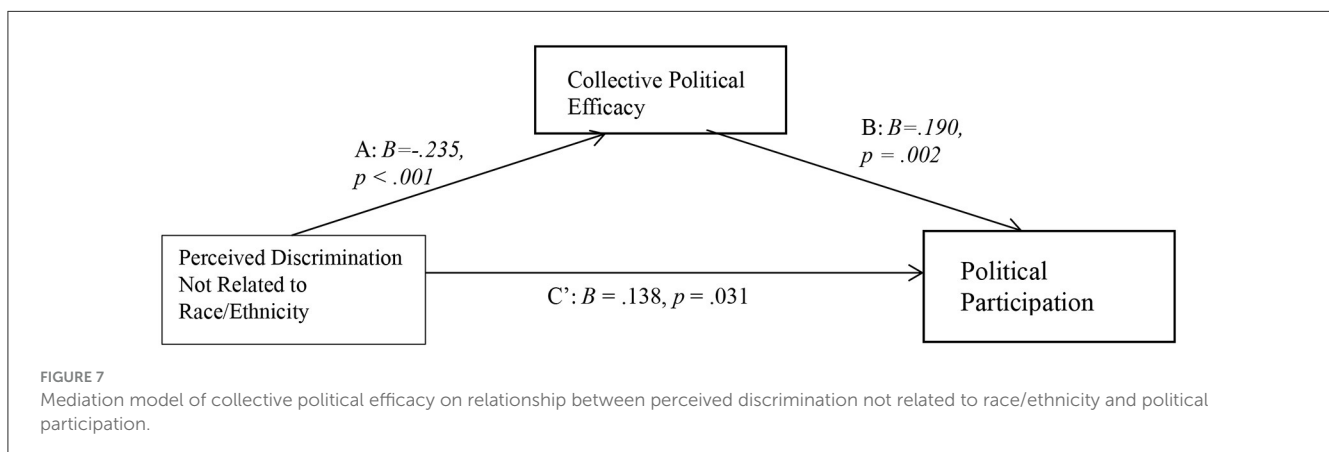 Collective Political
Efficacy
A: B=-.235,
p < .001
B: B=.190,
p = .002
Perceived Discrimination
Not Related to
Race/Ethnicity
Political
Participation
C’: B = .138, p = .031
FIGURE 7
Mediation model of collective political efficacy on relationship between perceived discrimination not related to race/ethnicity and political
participation.